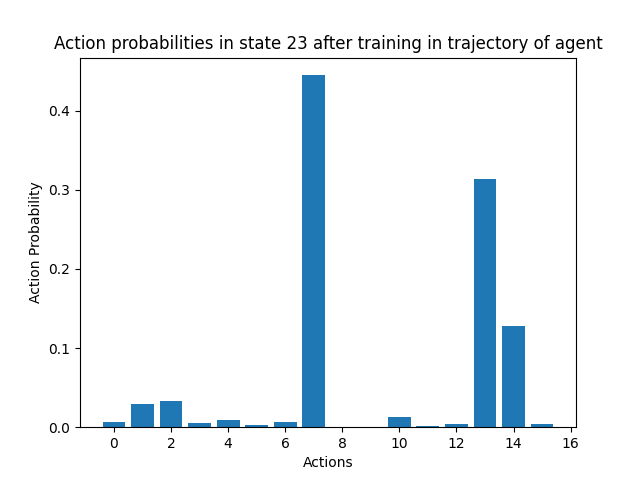 Action probabilities in state 23 after training in trajectory of agent
0.4
0.3
0.2
0.1
0.0
Action Probability
0 2 4 6 8 10 12 14 16
Actions